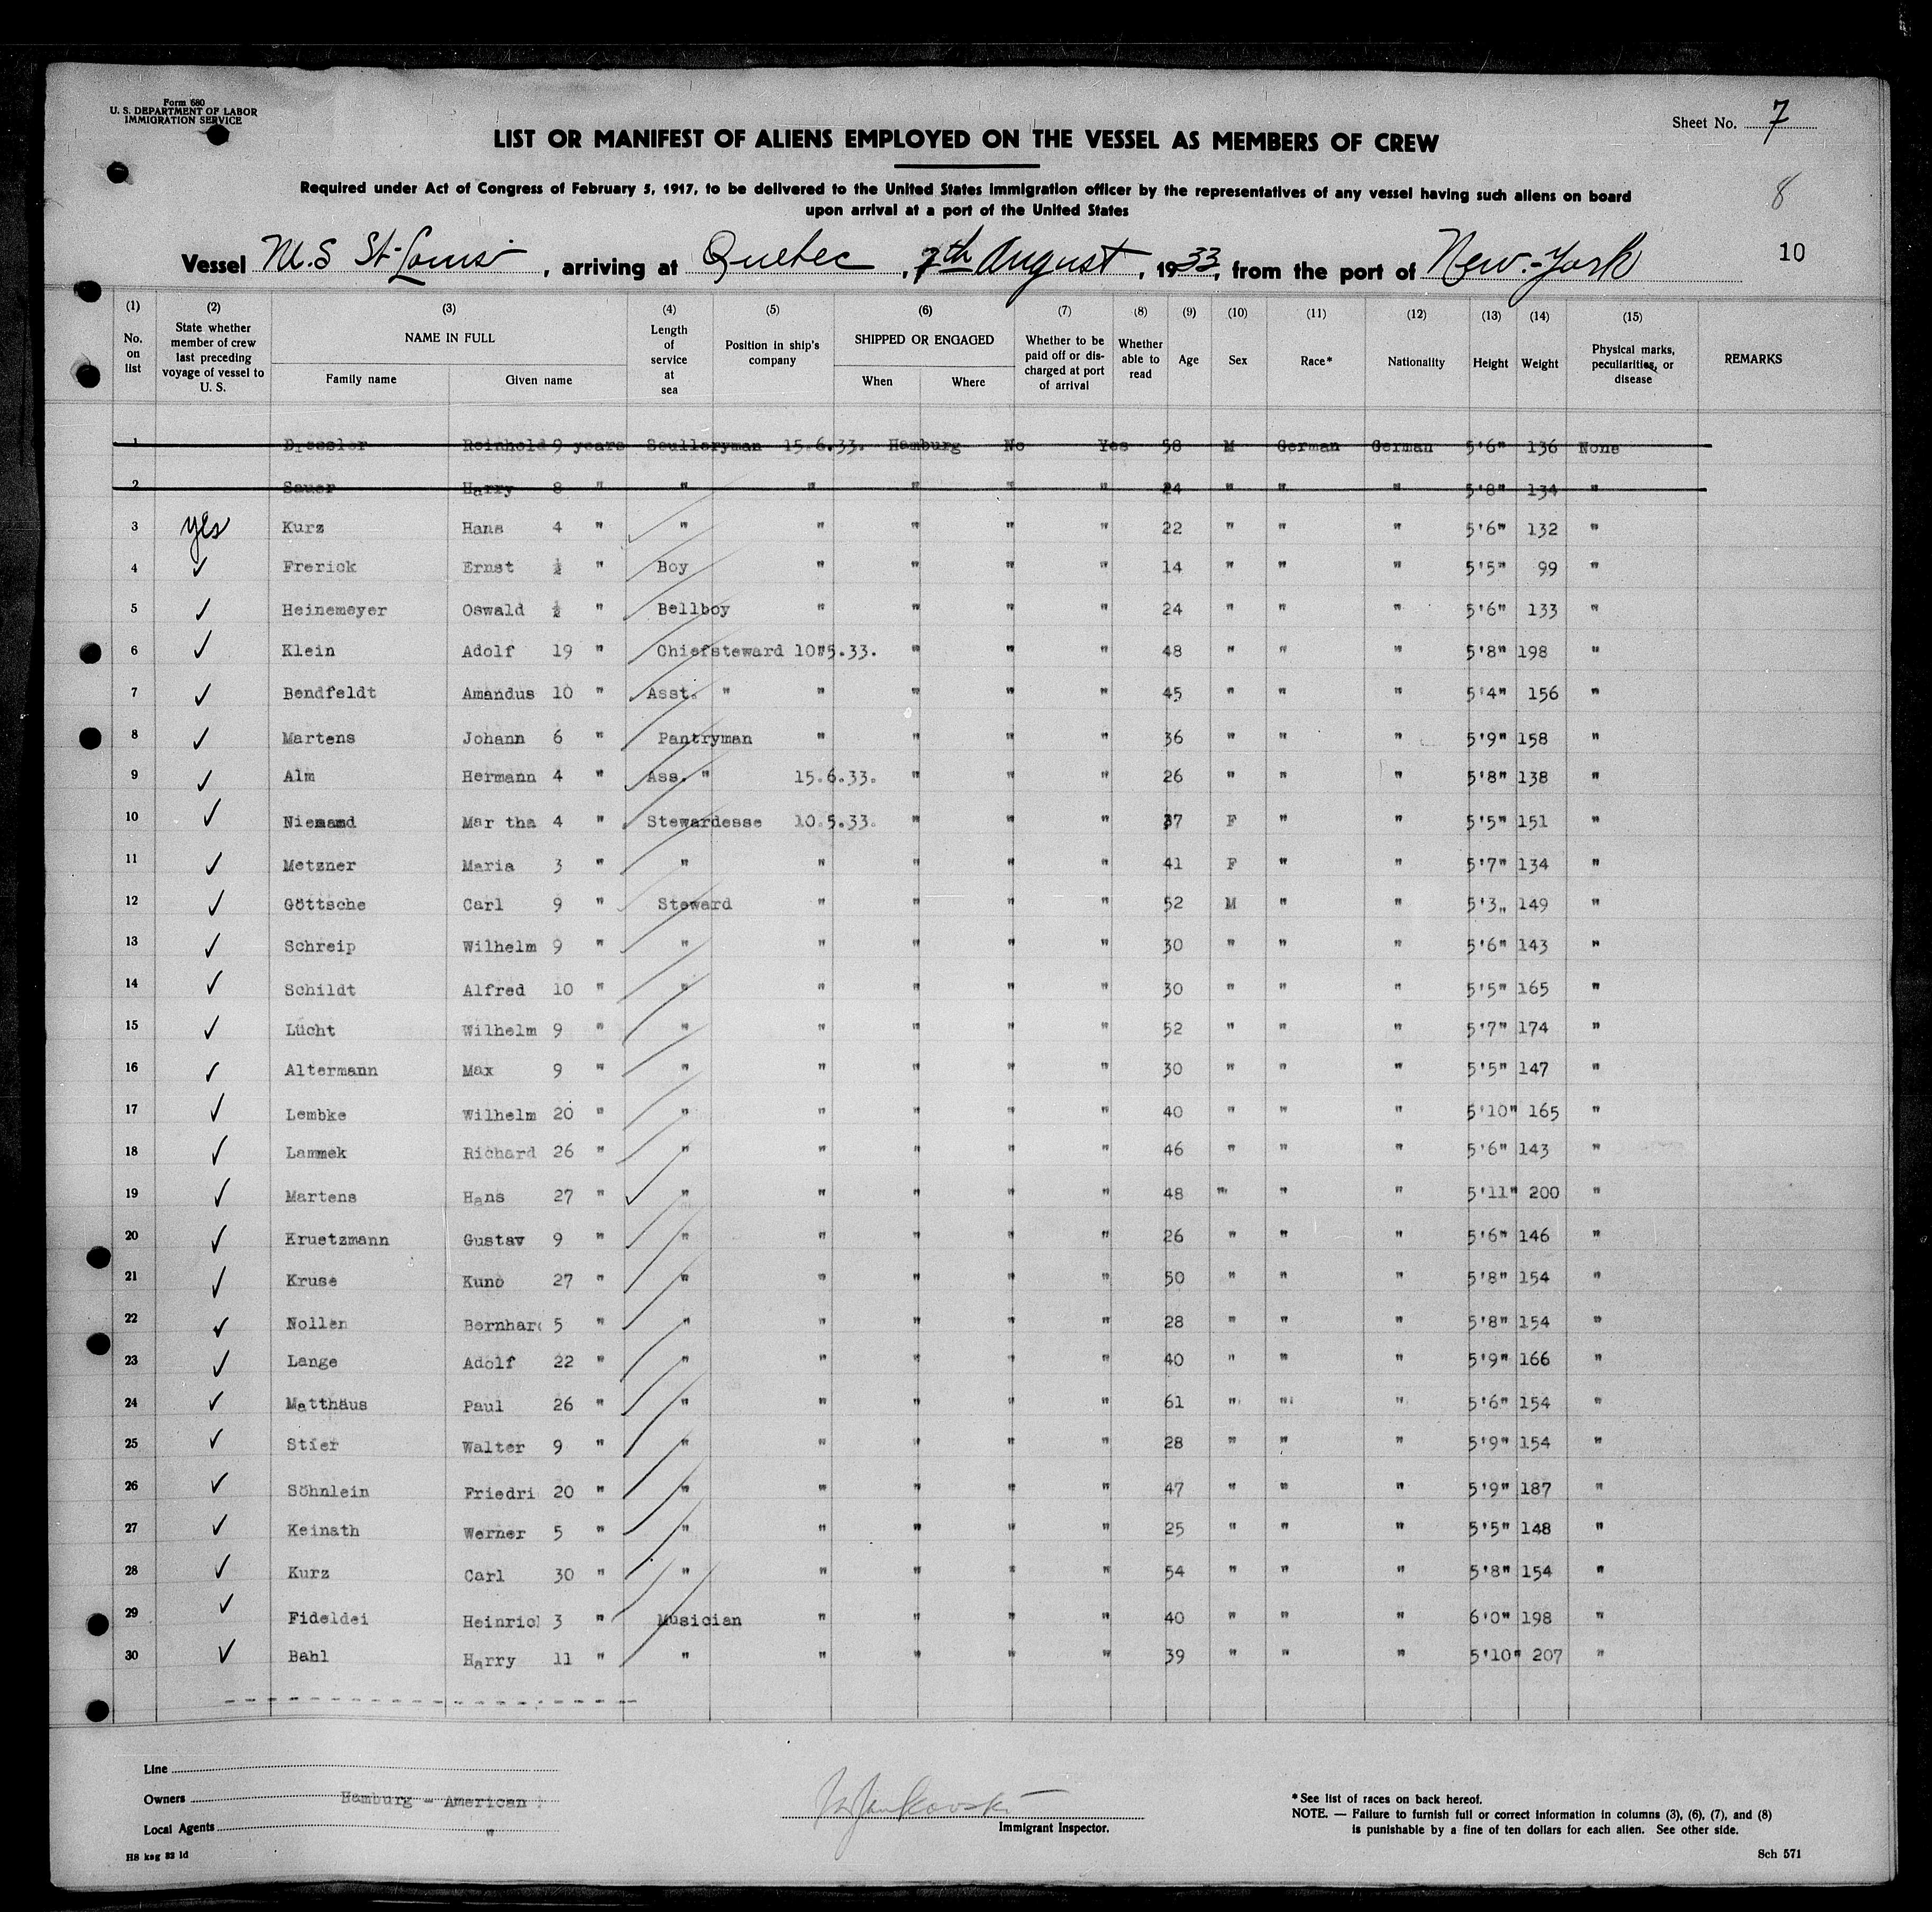 Form 680
U. S. DEPARTMENT OF LABOR
IMMIGRATION SERVICE
Sheet No. 7
LIST OR MANIFEST OF ALIENS EMPLOYED ON THE VESSEL AS MEMBERS OF CREW
Required under Act of Congress of February 5, 1917, to be delivered to the United States immigration officer by the representatives of any vessel having such aliens on board
upon arrival at a port of the United States
8
10
Vessel M.S St-Louis, arriving at Quebec, 7th August, 1933, from the port of New-York
(1) (2) (3) (4) (5) (6) (7) (8) (9) (10) (11) (12) (13) (14) (15)
No. on list
State whether member of crew last preceding voyage of vessel to U. S.
NAME IN FULL
Family name Given name
Length of service at sea
Position in ship's company
SHIPPED OR ENGAGED
When Where
Whether to be paid off or discharged at port of arrival
Whether able to read
Age
Sex
Race*
Nationality
Height
Weight
Physical marks, peculiarities, or disease
REMARKS
1 Dressler Reinhold 9 years Sculleryman 15.6.33. Hamburg No Yes 58 M German German 5'6" 136 None
2 Sauer Harry 8 " " " " " " 24 " " " 5'8" 134 "
3 yes Kurz Hans 4 " " " " " " 22 " " " 5'6" 132 "
4 ✓ Frerick Ernst ½ " Boy " " " " 14 " " " 5'5" 99 "
5 ✓ Heinemeyer Oswald ½ " Bellboy " " " " 24 " " " 5'6" 133 "
6 ✓ Klein Adolf 19 " Chiefsteward 10"5.33. " " " 48 " " " 5'8" 198 "
7 ✓ Bendfeldt Amandus 10 " Asst. " " " " " 45 " " " 5'4" 156 "
8 ✓ Martens Johann 6 " Pantryman " " " " 36 " " " 5'9" 158 "
9 ✓ Alm Hermann 4 " Ass. " 15.6.33. " " " 26 " " " 5'8" 138 "
10 ✓ Niemand Mar tha 4 " Stewardesse 10.5.33. " " " 37 F " " 5'5" 151 "
11 ✓ Metzner Maria 3 " " " " " " 41 F " " 5'7" 134 "
12 ✓ Göttsche Carl 9 " Steward " " " " 52 M " " 5'3" 149 "
13 ✓ Schreip Wilhelm 9 " " " " " " 30 " " " 5'6" 143 "
14 ✓ Schildt Alfred 10 " " " " " " 30 " " " 5'5" 165 "
15 ✓ Lücht Wilhelm 9 " " " " " " 52 " " " 5'7" 174 "
16 ✓ Altermann Max 9 " " " " " " 30 " " " 5'5" 147 "
17 ✓ Lembke Wilhelm 20 " " " " " " 40 " " " 5'10" 165 "
18 ✓ Lammek Richard 26 " " " " " " 46 " " " 5'6" 143 "
19 ✓ Martens Hans 27 " " " " " " 48 " " " 5'11" 200 "
20 ✓ Kruetzmann Gustav 9 " " " " " " 26 " " " 5'6" 146 "
21 ✓ Kruse Kuno 27 " " " " " " 50 " " " 5'8" 154 "
22 ✓ Nollen Bernhard 5 " " " " " " 28 " " " 5'8" 154 "
23 ✓ Lange Adolf 22 " " " " " " 40 " " " 5'9" 166 "
24 ✓ Matthäus Paul 26 " " " " " " 61 " " " 5'6" 154 "
25 ✓ Stier Walter 9 " " " " " " 28 " " " 5'9" 154 "
26 ✓ Söhnlein Friedri 20 " " " " " " 47 " " " 5'9" 187 "
27 ✓ Keinath Werner 5 " " " " " " 25 " " " 5'5" 148 "
28 ✓ Kurz Carl 30 " " " " " " 54 " " " 5'8" 154 "
29 ✓ Fideldei Heinrich 3 " Musician " " " " 40 " " " 6'0" 198 "
30 ✓ Bahl Harry 11 " " " " " " 39 " " " 5'10" 207 "
Line
Owners Hamburg - American
Local Agents "
H8 ksg 83 ld
Immigrant Inspector.
* See list of races on back hereof.
NOTE. — Failure to furnish full or correct information in columns (3), (6), (7), and (8)
is punishable by a fine of ten dollars for each alien. See other side.
Sch 571